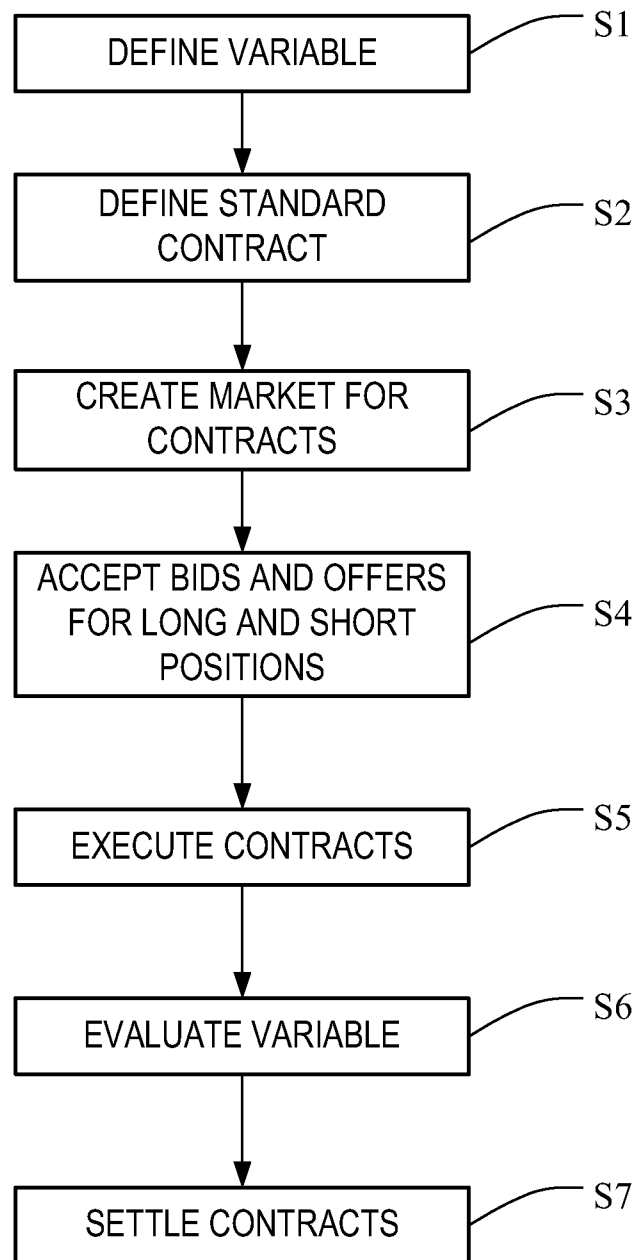 DEFINE VARIABLE
S1
DEFINE STANDARD
CONTRACT
S2
CREATE MARKET FOR
CONTRACTS
S3
ACCEPT BIDS AND OFFERS
FOR LONG AND SHORT
POSITIONS
S4
EXECUTE CONTRACTS
S5
EVALUATE VARIABLE
S6
SETTLE CONTRACTS
S7